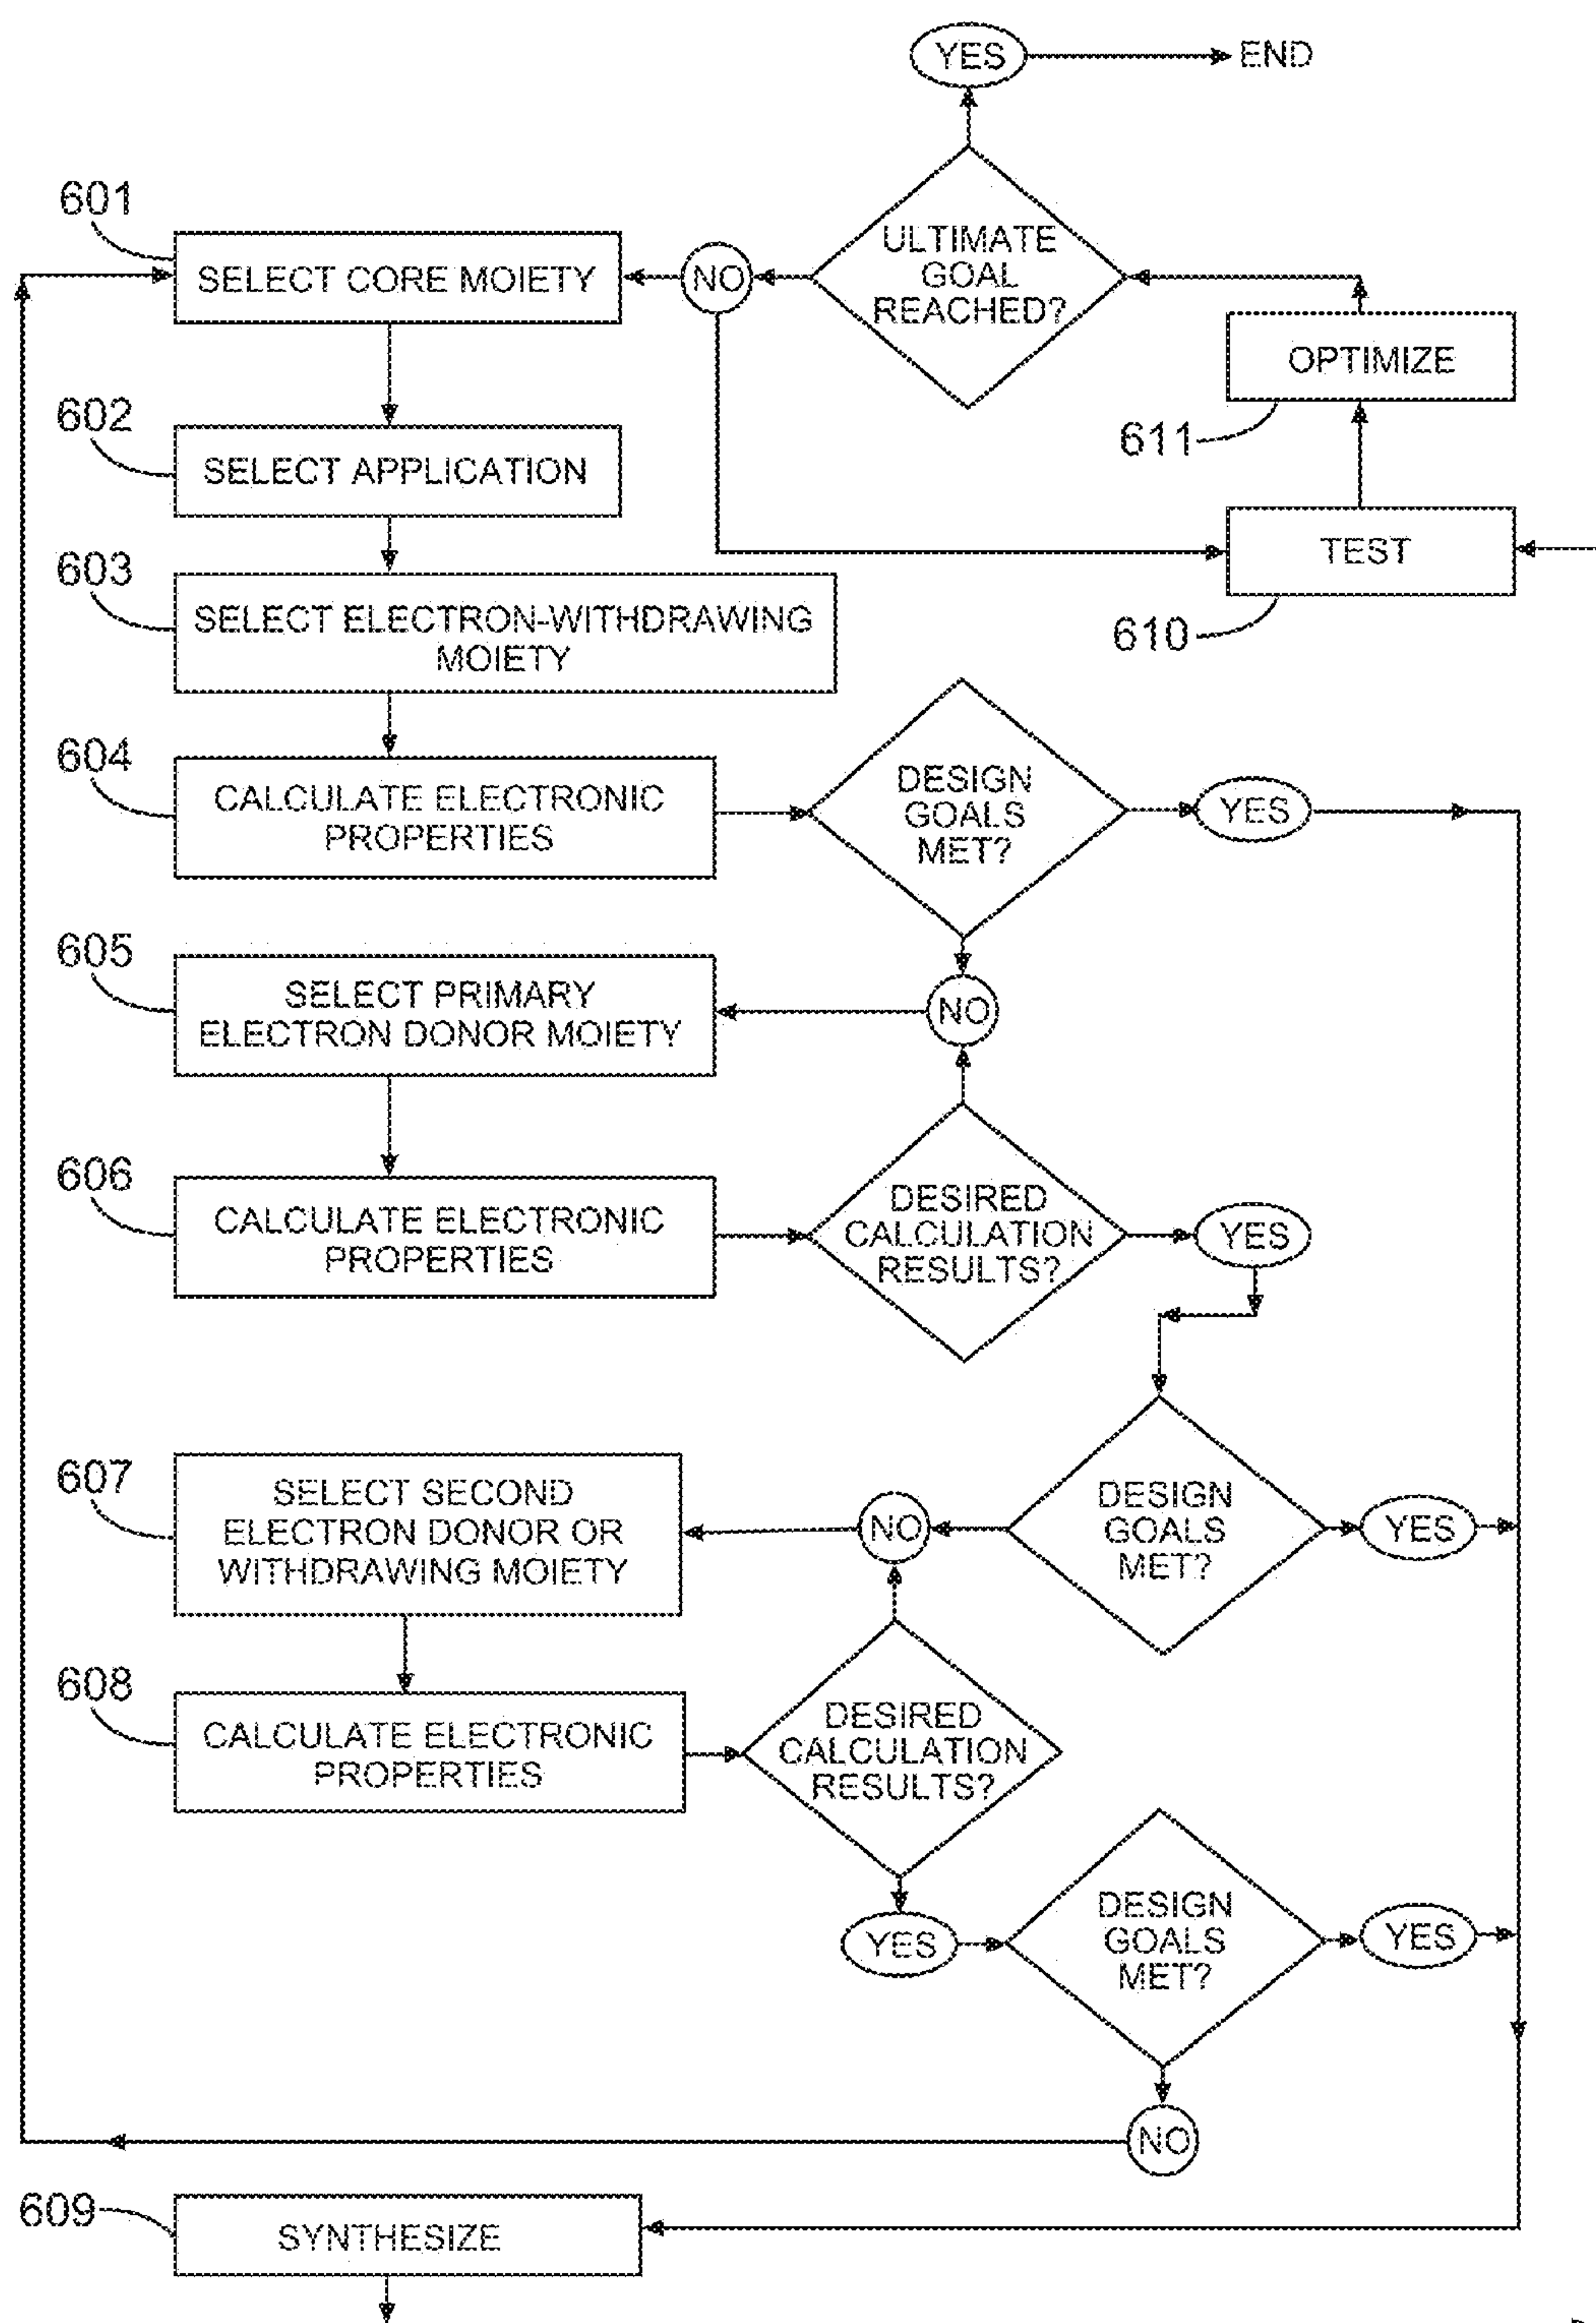 YES
END
601
SELECT CORE MOIETY
NO
ULTIMATE
GOAL
REACHED?
OPTIMIZE
611
602
SELECT APPLICATION
TEST
610
603
SELECT ELECTRON-WITHDRAWING
MOIETY
604
CALCULATE ELECTRONIC
PROPERTIES
DESIGN
GOALS
MET?
YES
605
SELECT PRIMARY
ELECTRON DONOR MOIETY
NO
606
CALCULATE ELECTRONIC
PROPERTIES
DESIRED
CALCULATION
RESULTS?
YES
607
SELECT SECOND
ELECTRON DONOR OR
WITHDRAWING MOIETY
NO
DESIGN
GOALS
MET?
YES
608
CALCULATE ELECTRONIC
PROPERTIES
DESIRED
CALCULATION
RESULTS?
YES
DESIGN
GOALS
MET?
YES
NO
609
SYNTHESIZE